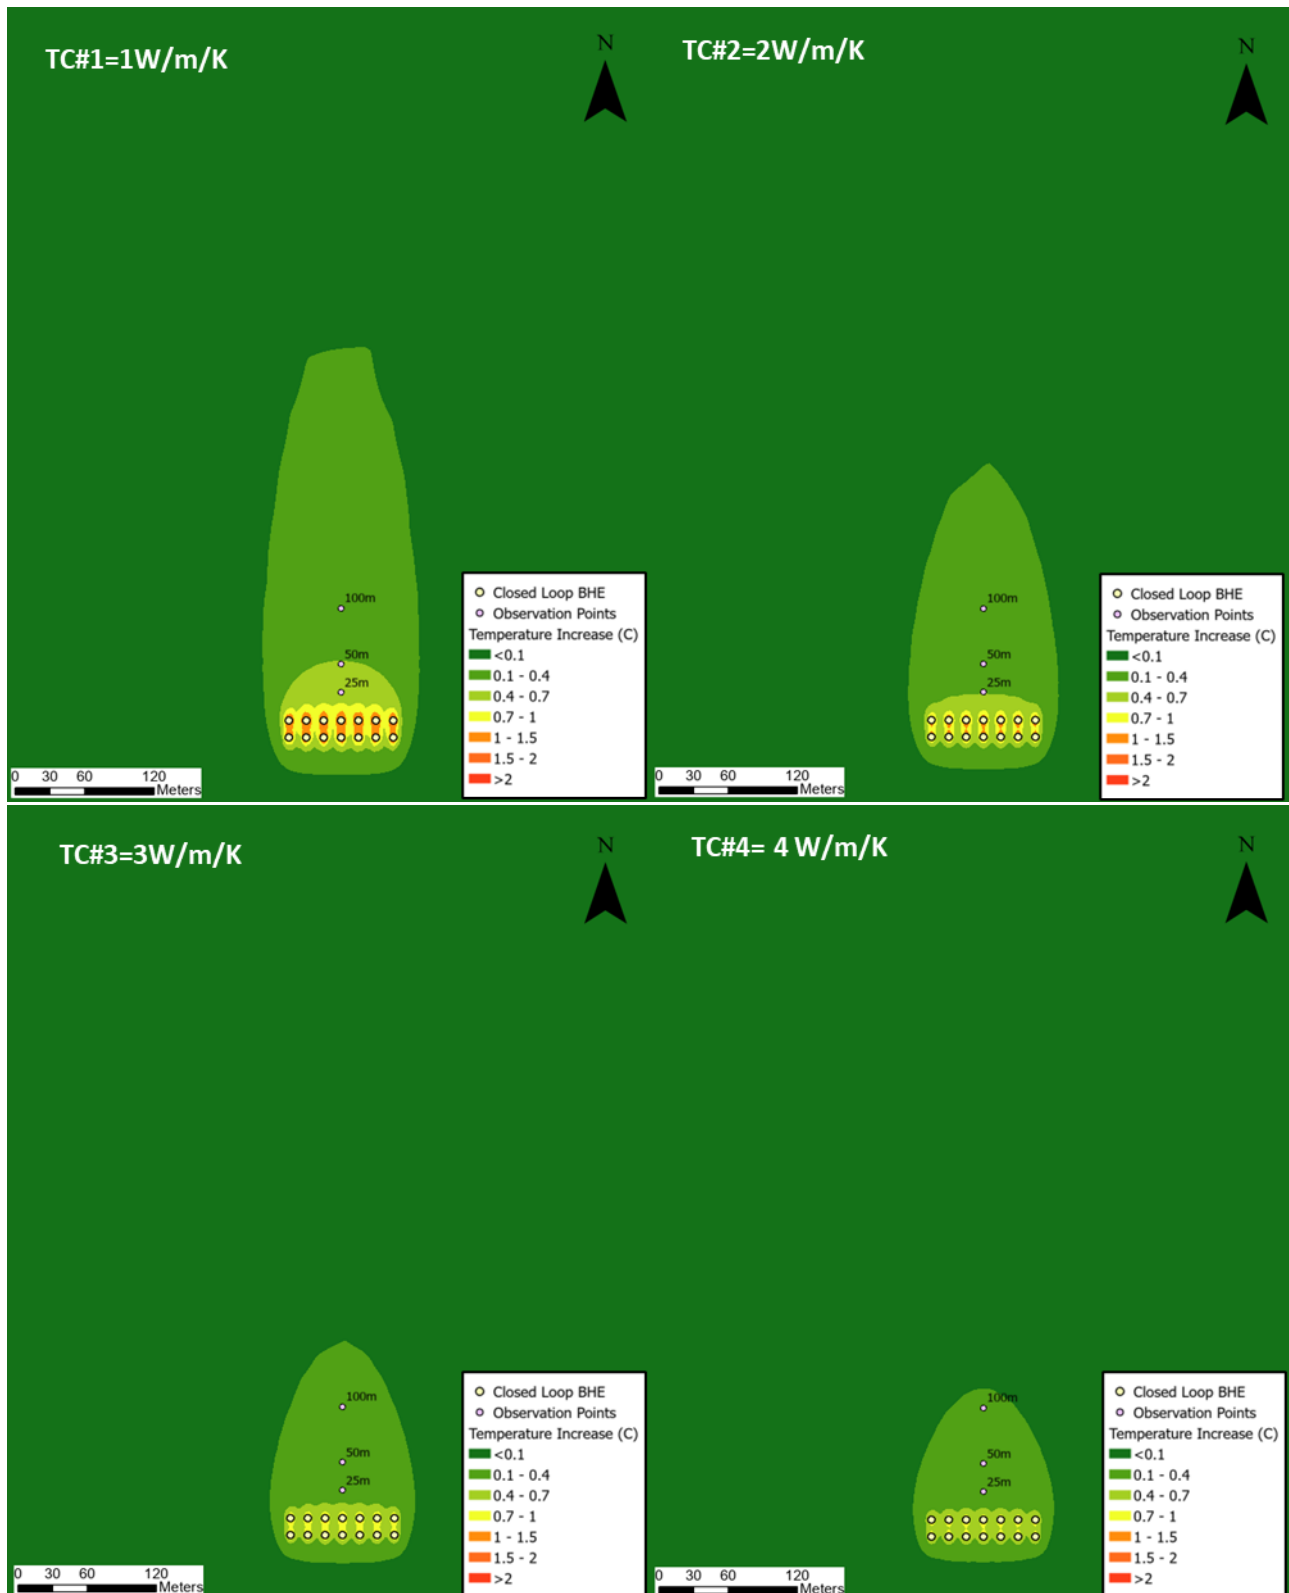 TC#1=1W/m/K
N
100m
50m
25m
Closed Loop BHE
Observation Points
Temperature Increase (C)
<0.1
0.1 - 0.4
0.4 - 0.7
0.7 - 1
1 - 1.5
1.5 - 2
>2
0 30 60 120
Meters
TC#2=2W/m/K
N
100m
50m
25m
Closed Loop BHE
Observation Points
Temperature Increase (C)
<0.1
0.1 - 0.4
0.4 - 0.7
0.7 - 1
1 - 1.5
1.5 - 2
>2
0 30 60 120
Meters
TC#3=3W/m/K
N
100m
50m
25m
Closed Loop BHE
Observation Points
Temperature Increase (C)
<0.1
0.1 - 0.4
0.4 - 0.7
0.7 - 1
1 - 1.5
1.5 - 2
>2
0 30 60 120
Meters
TC#4= 4 W/m/K
N
100m
50m
25m
Closed Loop BHE
Observation Points
Temperature Increase (C)
<0.1
0.1 - 0.4
0.4 - 0.7
0.7 - 1
1 - 1.5
1.5 - 2
>2
0 30 60 120
Meters